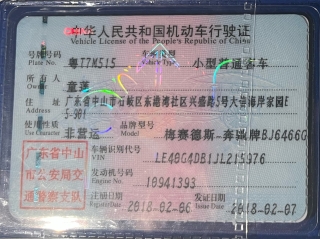 中华人民共和国机动车行驶证
Vehicle License of the People's Republic of China
号牌号码 粤T7M515 车辆类型 小型普通客车
Plate No. Vehicle Type
所有人 童莲
Owner
住址 广东省中山市石岐区东港湾社区兴盛路5号大信海岸家园E
Address 5-901
使用性质 非营运 品牌型号 梅赛德斯-奔驰牌BJ6466G
Use Character Model
广东省中山
市公安局交
通警察支队
车辆识别代号 LE40G4DB1JL215976
VIN
发动机号码 10941393
Engine No.
注册日期 2018-02-06 发证日期 2018-02-07
Register Date Issue Date